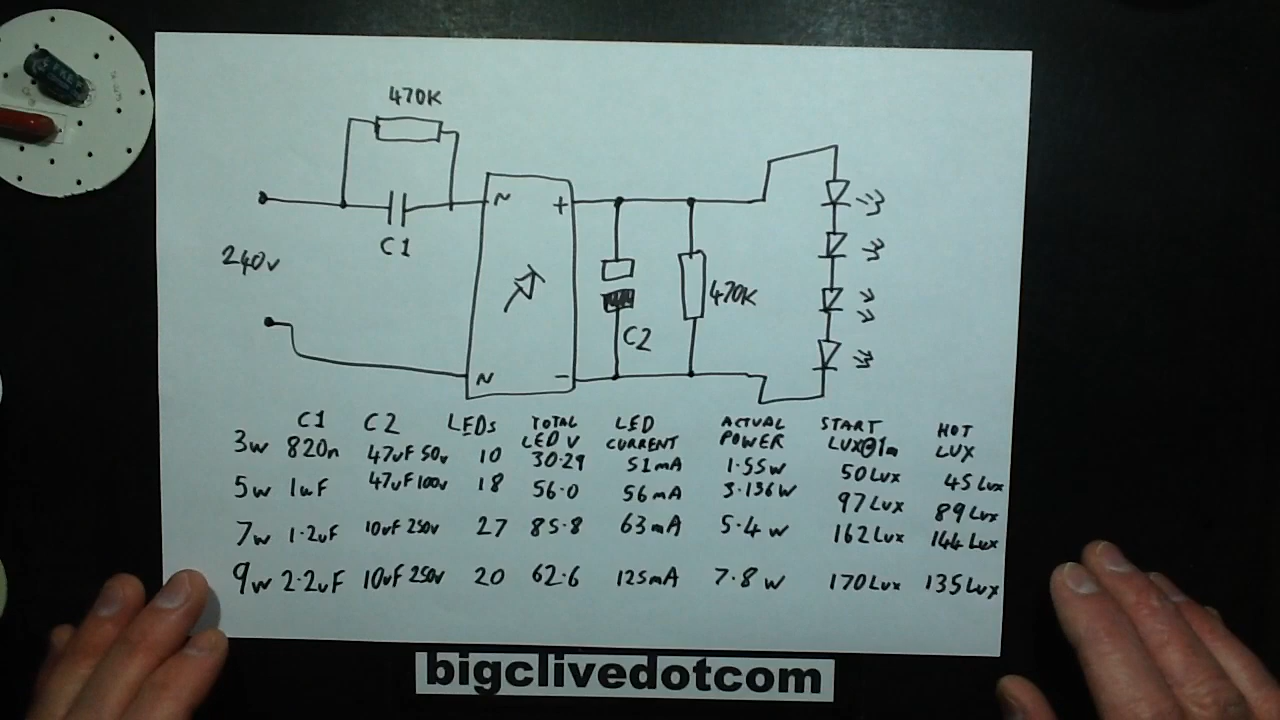 470K
~ +
C1
240v
470K
C2
~ −
C1 C2 LEDs TOTAL LED V LED CURRENT ACTUAL POWER START LUX@1m HOT LUX
3w 820n 47uF 50v 10 30.29 51mA 1.55w 50Lux 45Lux
5w 1uF 47uF 100v 18 56.0 56mA 3.136w 97Lux 89Lux
7w 1.2uF 10uF 250v 27 85.8 63mA 5.4w 162Lux 144Lux
9w 2.2uF 10uF 250v 20 62.6 125mA 7.8w 170Lux 135Lux
bigclivedotcom